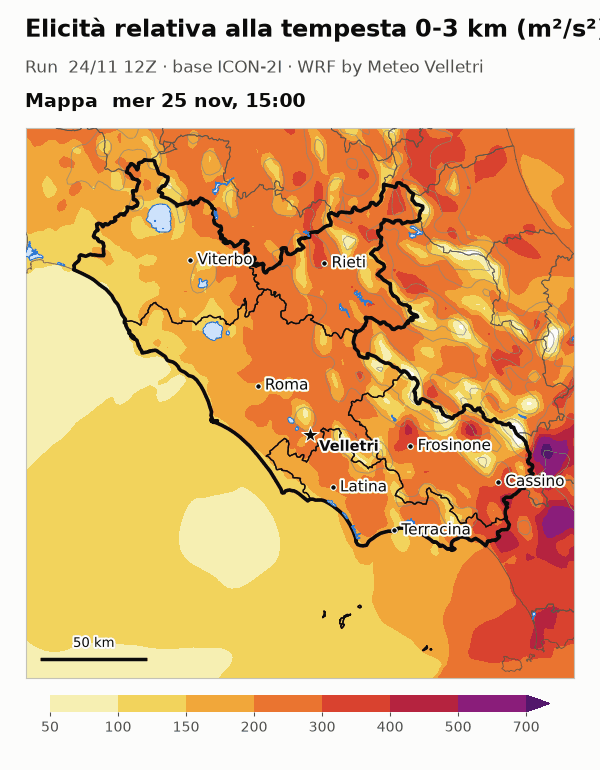 Elicità relativa alla tempesta 0-3 km (m²/s²)
Run 24/11 12Z · base ICON-2I · WRF by Meteo Velletri
Mappa mer 25 nov, 15:00
Viterbo
Rieti
Roma
Velletri
Frosinone
Cassino
Latina
Terracina
50 km
50 100 150 200 300 400 500 700